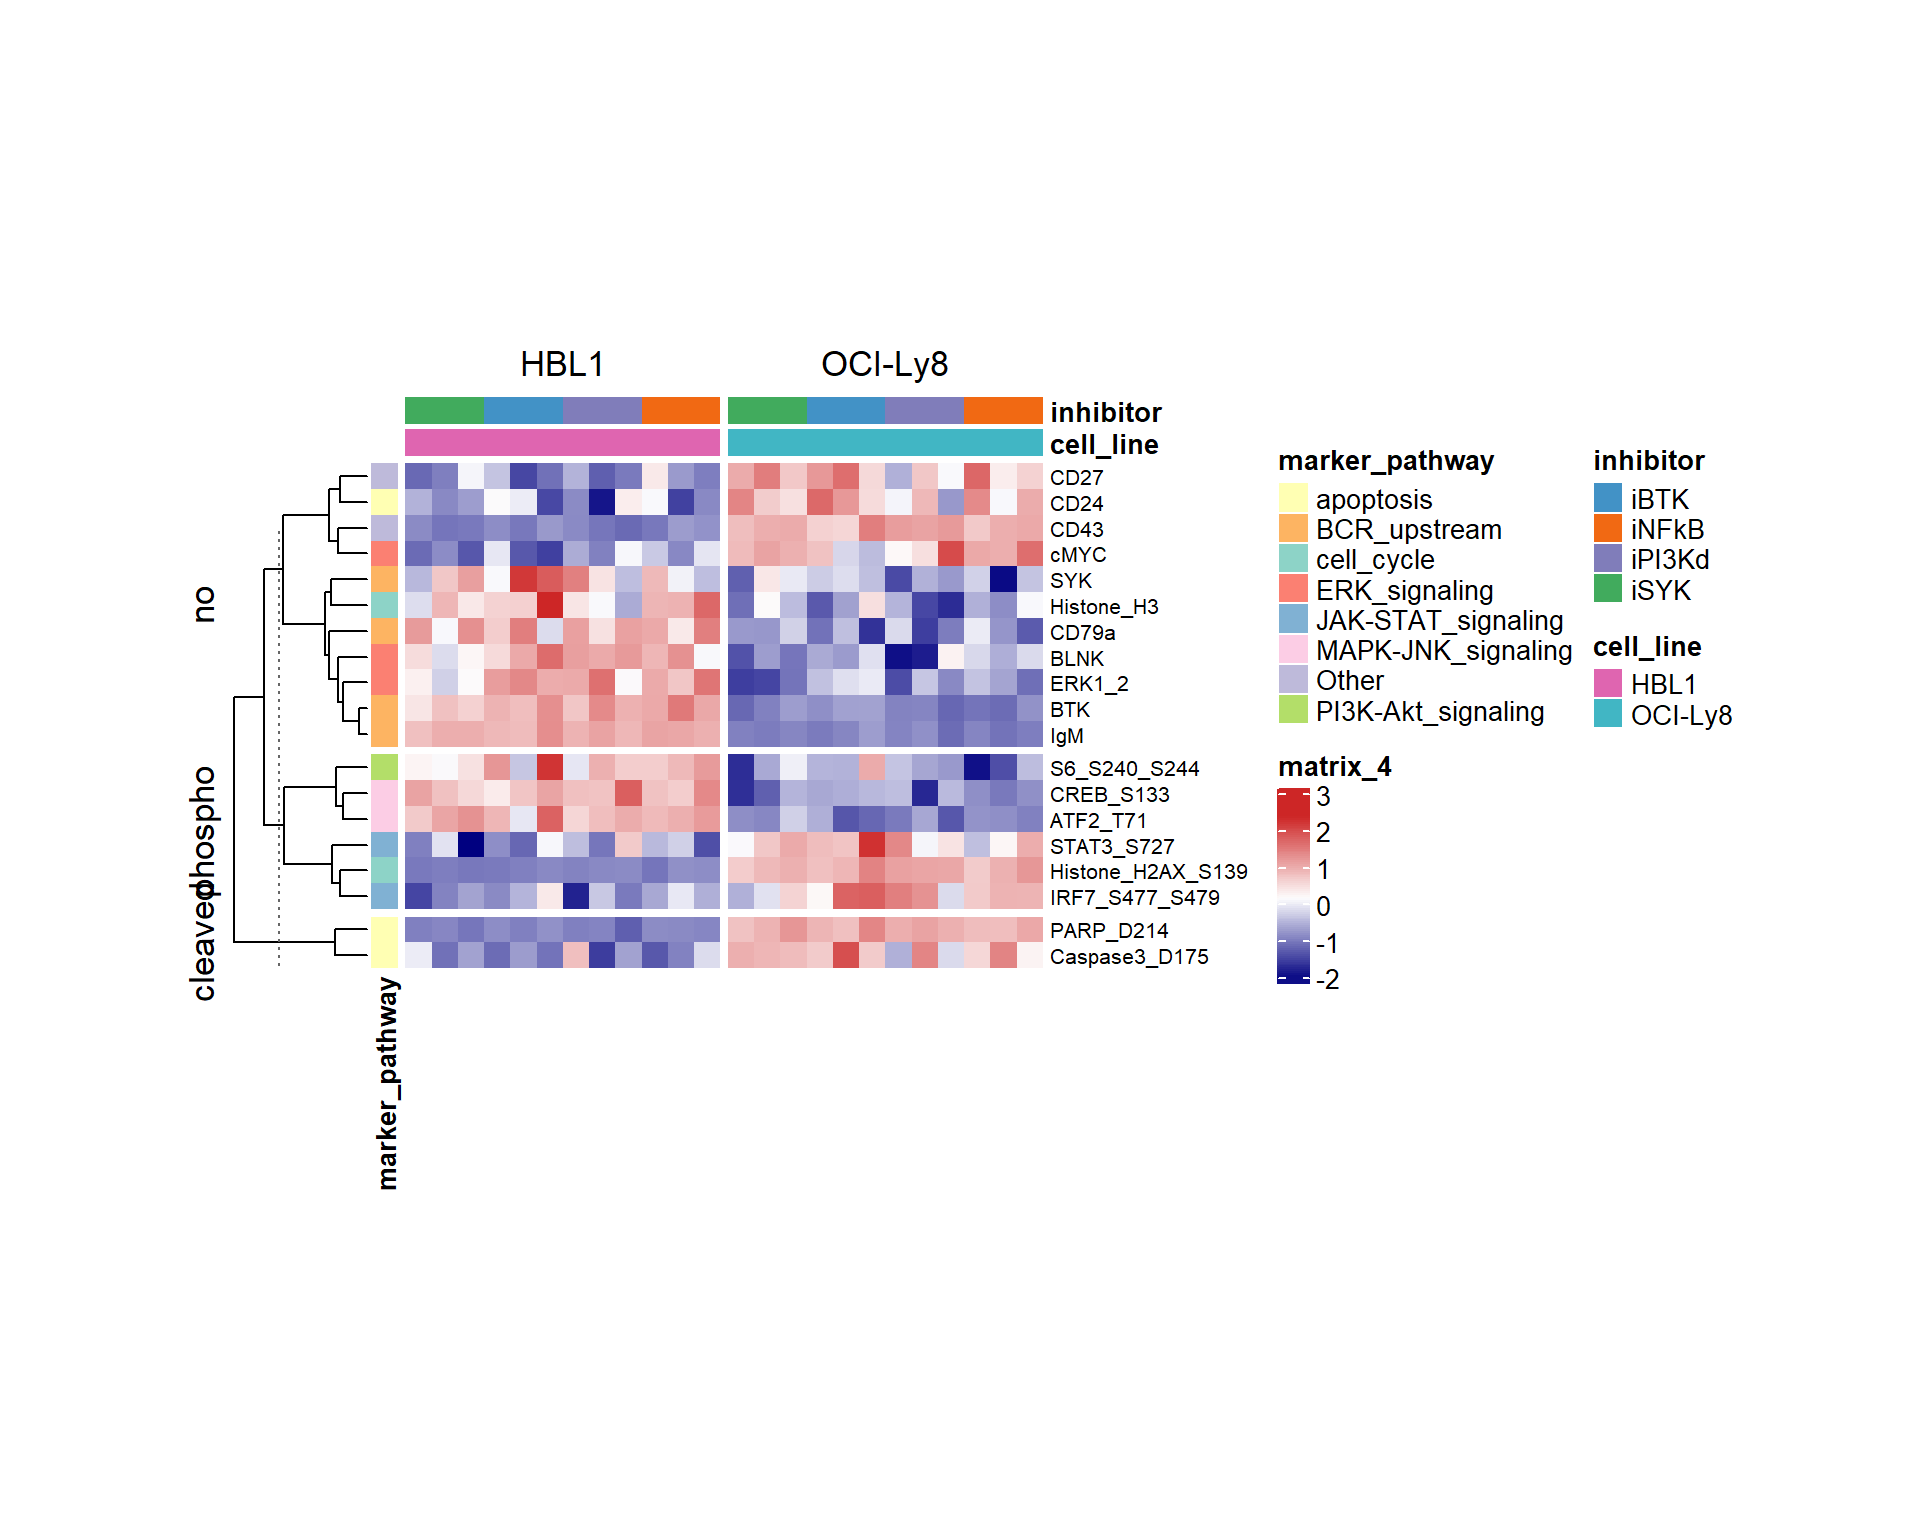 HBL1
OCI-Ly8
inhibitor
cell_line
CD27
CD24
CD43
cMYC
SYK
Histone_H3
CD79a
BLNK
ERK1_2
BTK
IgM
S6_S240_S244
CREB_S133
ATF2_T71
STAT3_S727
Histone_H2AX_S139
IRF7_S477_S479
PARP_D214
Caspase3_D175
no
phospho
cleaved
marker_pathway
marker_pathway
apoptosis
BCR_upstream
cell_cycle
ERK_signaling
JAK-STAT_signaling
MAPK-JNK_signaling
Other
PI3K-Akt_signaling
inhibitor
iBTK
iNFkB
iPI3Kd
iSYK
cell_line
HBL1
OCI-Ly8
matrix_4
3
2
1
0
-1
-2